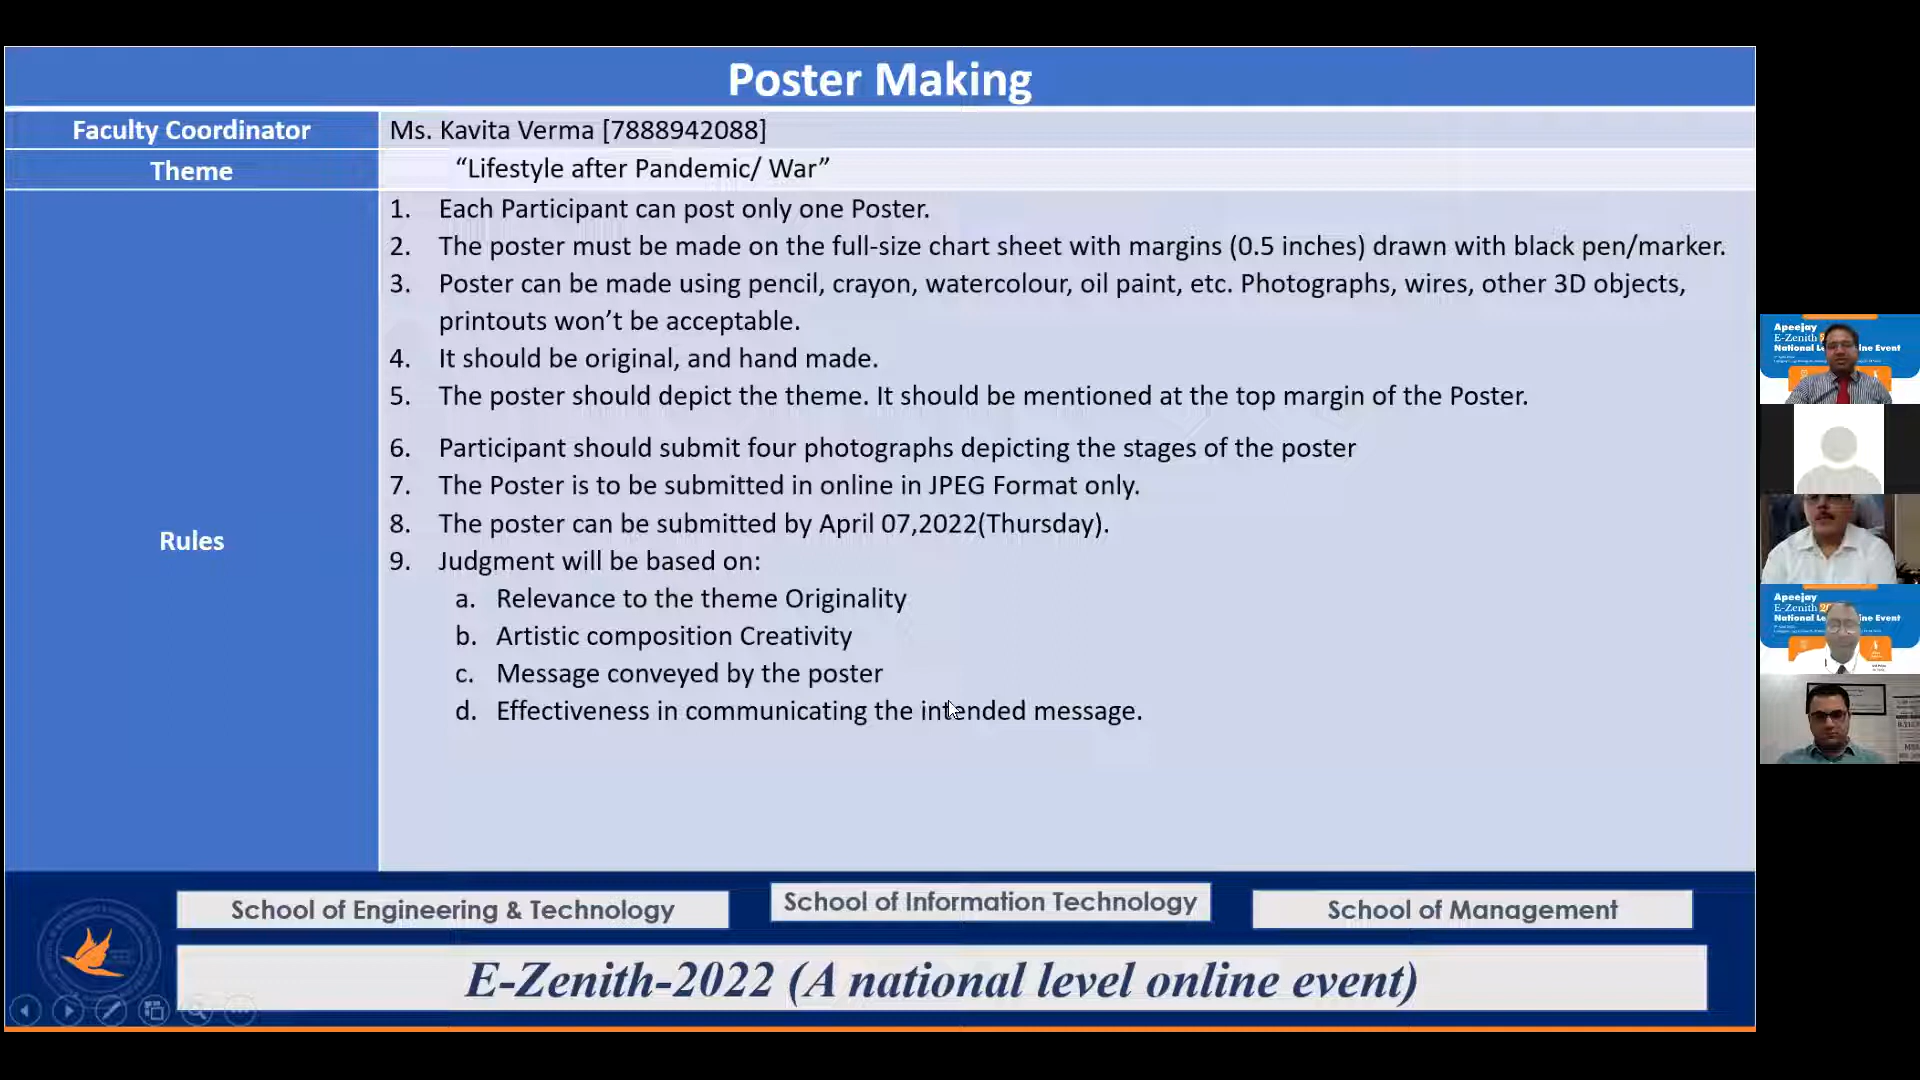 Poster Making
Faculty Coordinator
Ms. Kavita Verma [7888942088]
Theme
“Lifestyle after Pandemic/ War”
Rules
1. Each Participant can post only one Poster.
2. The poster must be made on the full-size chart sheet with margins (0.5 inches) drawn with black pen/marker.
3. Poster can be made using pencil, crayon, watercolour, oil paint, etc. Photographs, wires, other 3D objects,
printouts won’t be acceptable.
4. It should be original, and hand made.
5. The poster should depict the theme. It should be mentioned at the top margin of the Poster.
6. Participant should submit four photographs depicting the stages of the poster
7. The Poster is to be submitted in online in JPEG Format only.
8. The poster can be submitted by April 07,2022(Thursday).
9. Judgment will be based on:
a. Relevance to the theme Originality
b. Artistic composition Creativity
c. Message conveyed by the poster
d. Effectiveness in communicating the intended message.
School of Engineering & Technology
School of Information Technology
School of Management
E-Zenith-2022 (A national level online event)
Apeejay
E-Zenith
National Le ine Event
Apeejay
E-Zenith 20
National Le ine Event